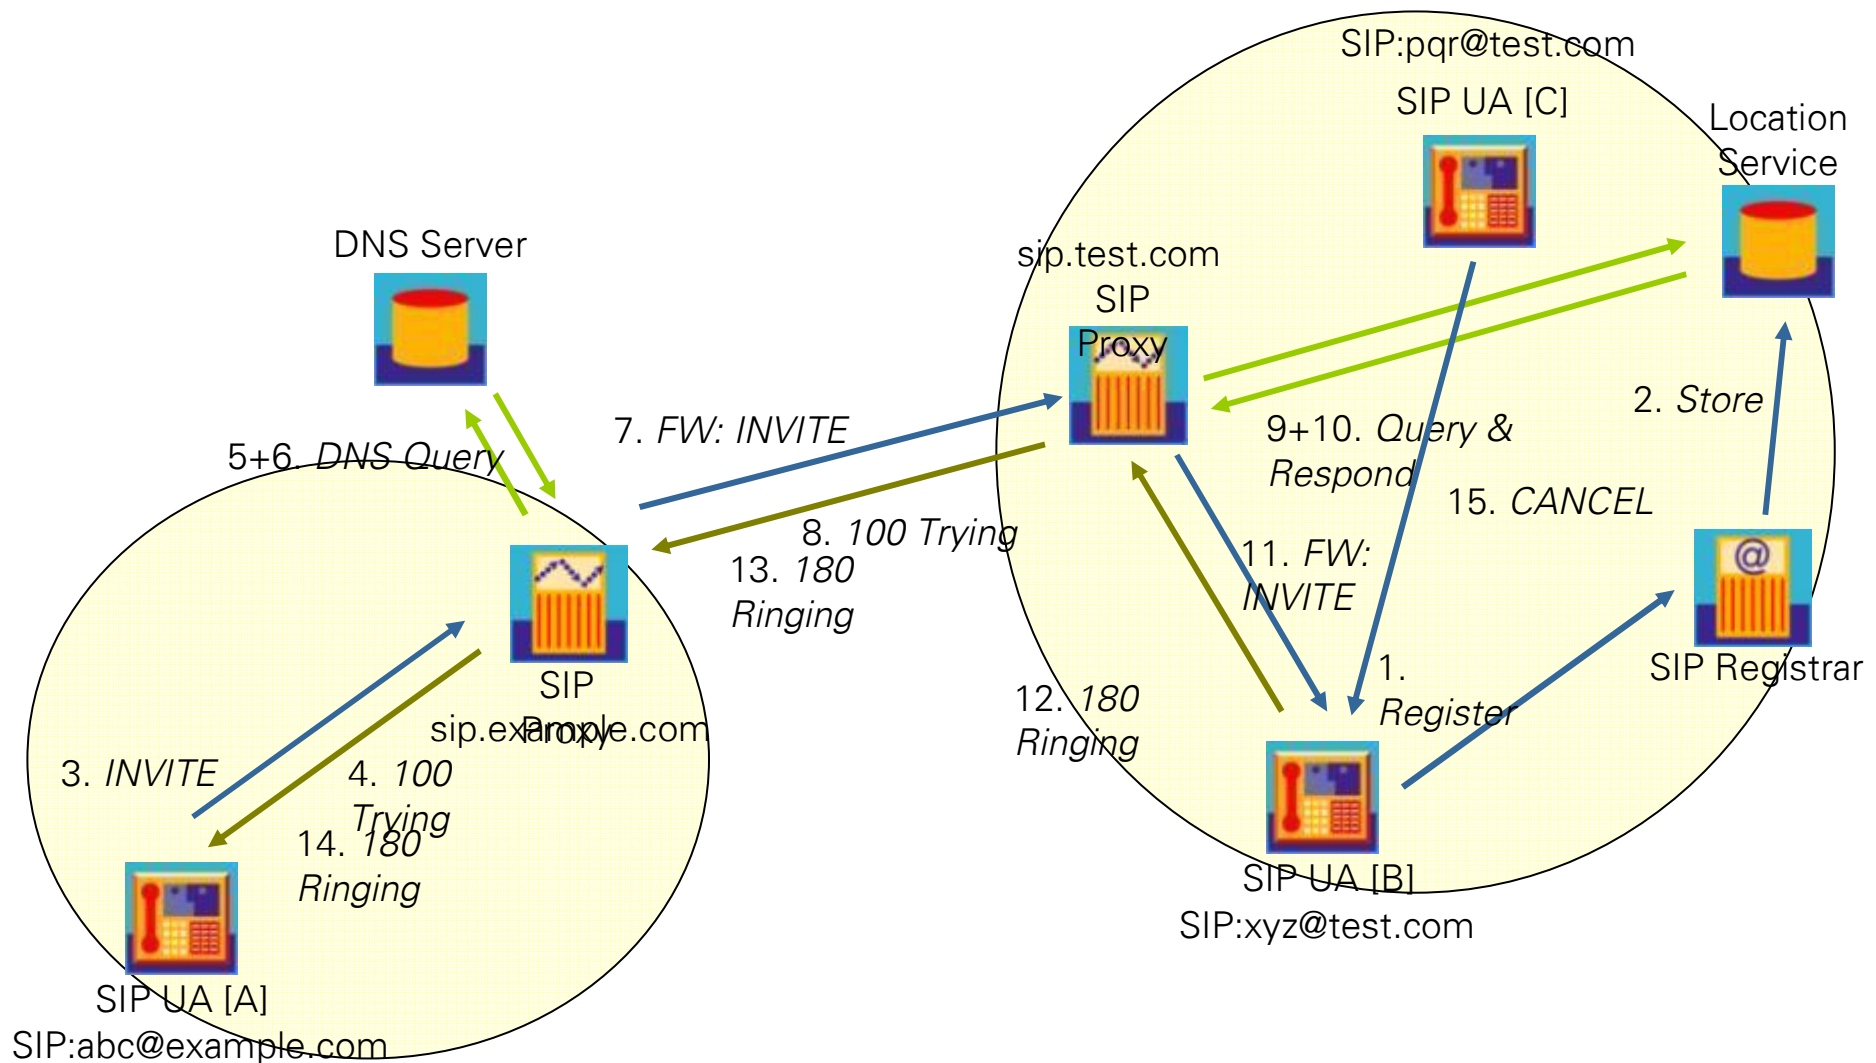 SIP:pqr@test.com
SIP UA [C]
Location
Service
DNS Server
sip.test.com
SIP
Proxy
2. Store
7. FW: INVITE
9+10. Query &
Respond
5+6. DNS Query
15. CANCEL
8. 100 Trying
13. 180
Ringing
11. FW:
INVITE
@
SIP Registrar
1.
Register
SIP
Proxy
sip.example.com
12. 180
Ringing
3. INVITE
4. 100
Trying
14. 180
Ringing
SIP UA [B]
SIP:xyz@test.com
SIP UA [A]
SIP:abc@example.com